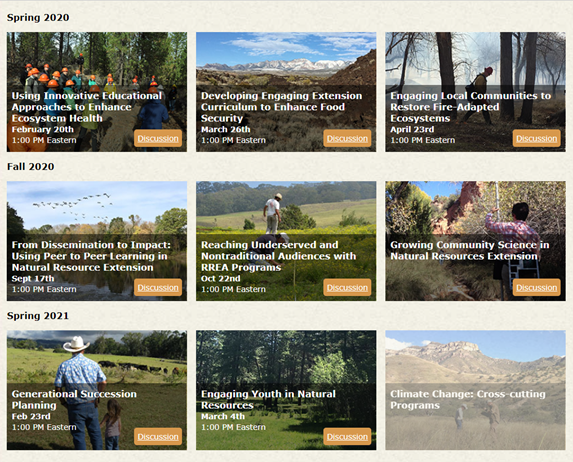 Spring 2020
Using Innovative Educational
Approaches to Enhance
Ecosystem Health
February 20th
1:00 PM Eastern
Discussion
Developing Engaging Extension
Curriculum to Enhance Food
Security
March 26th
1:00 PM Eastern
Discussion
Engaging Local Communities to
Restore Fire-Adapted
Ecosystems
April 23rd
1:00 PM Eastern
Discussion
Fall 2020
From Dissemination to Impact:
Using Peer to Peer Learning in
Natural Resource Extension
Sept 17th
1:00 PM Eastern
Discussion
Reaching Underserved and
Nontraditional Audiences with
RREA Programs
Oct 22nd
1:00 PM Eastern
Discussion
Growing Community Science in
Natural Resources Extension
Discussion
Spring 2021
Generational Succession
Planning
Feb 23rd
1:00 PM Eastern
Discussion
Engaging Youth in Natural
Resources
March 4th
1:00 PM Eastern
Discussion
Climate Change: Cross-cutting
Programs